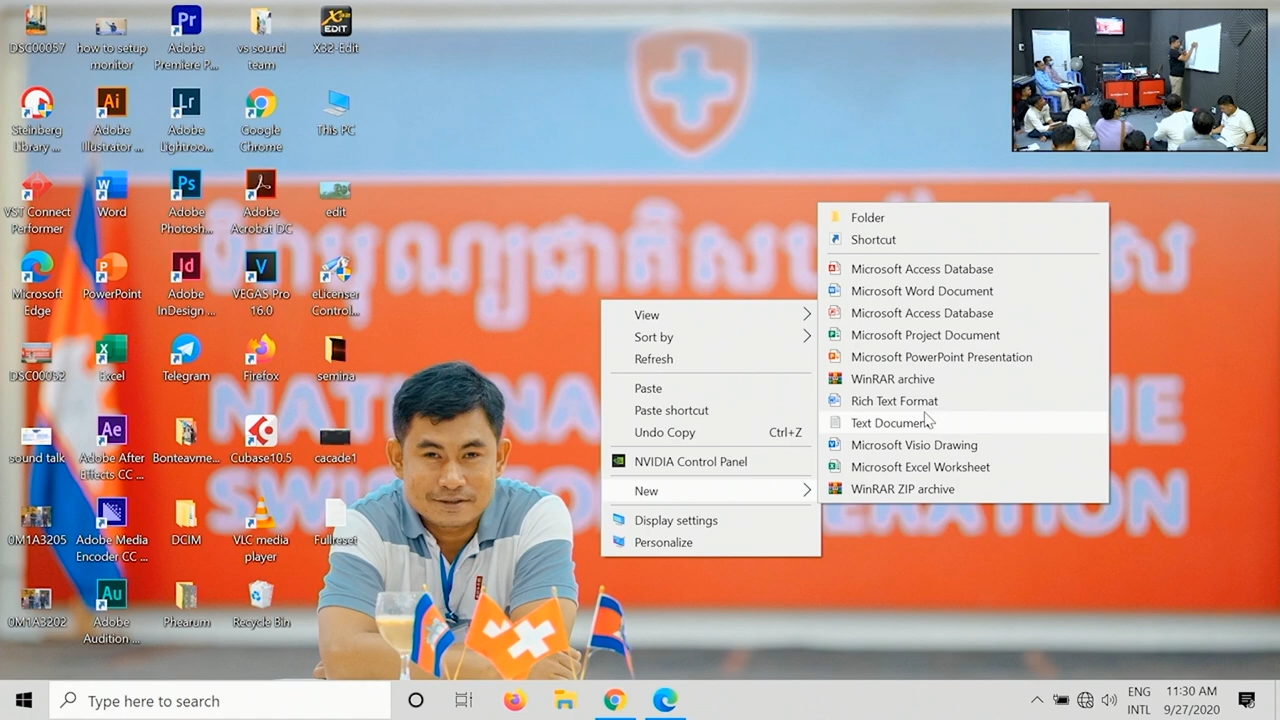 DSC00057
how to setup
monitor
Adobe
Premiere P...
vs sound
team
X32-Edit
Steinberg
Library ...
Adobe
Illustrator ...
Adobe
Lightroo...
Google
Chrome
This PC
VST Connect
Performer
Word
Adobe
Photosh...
Adobe
Acrobat DC
edit
Microsoft
Edge
PowerPoint
Adobe
InDesign ...
VEGAS Pro
16.0
eLicenser
Control...
DSC00052
Excel
Telegram
Firefox
semina
sound talk
Adobe After
Effects CC ...
Bonteavme...
Cubase10.5
cacade1
0M1A3205
Adobe Media
Encoder CC ...
DCIM
VLC media
player
Fullreset
0M1A3202
Adobe
Audition ...
Phearum
Recycle Bin
View
Sort by
Refresh
Paste
Paste shortcut
Undo Copy Ctrl+Z
NVIDIA Control Panel
New
Display settings
Personalize
Folder
Shortcut
Microsoft Access Database
Microsoft Word Document
Microsoft Access Database
Microsoft Project Document
Microsoft PowerPoint Presentation
WinRAR archive
Rich Text Format
Text Document
Microsoft Visio Drawing
Microsoft Excel Worksheet
WinRAR ZIP archive
Type here to search
ENG
INTL
11:30 AM
9/27/2020